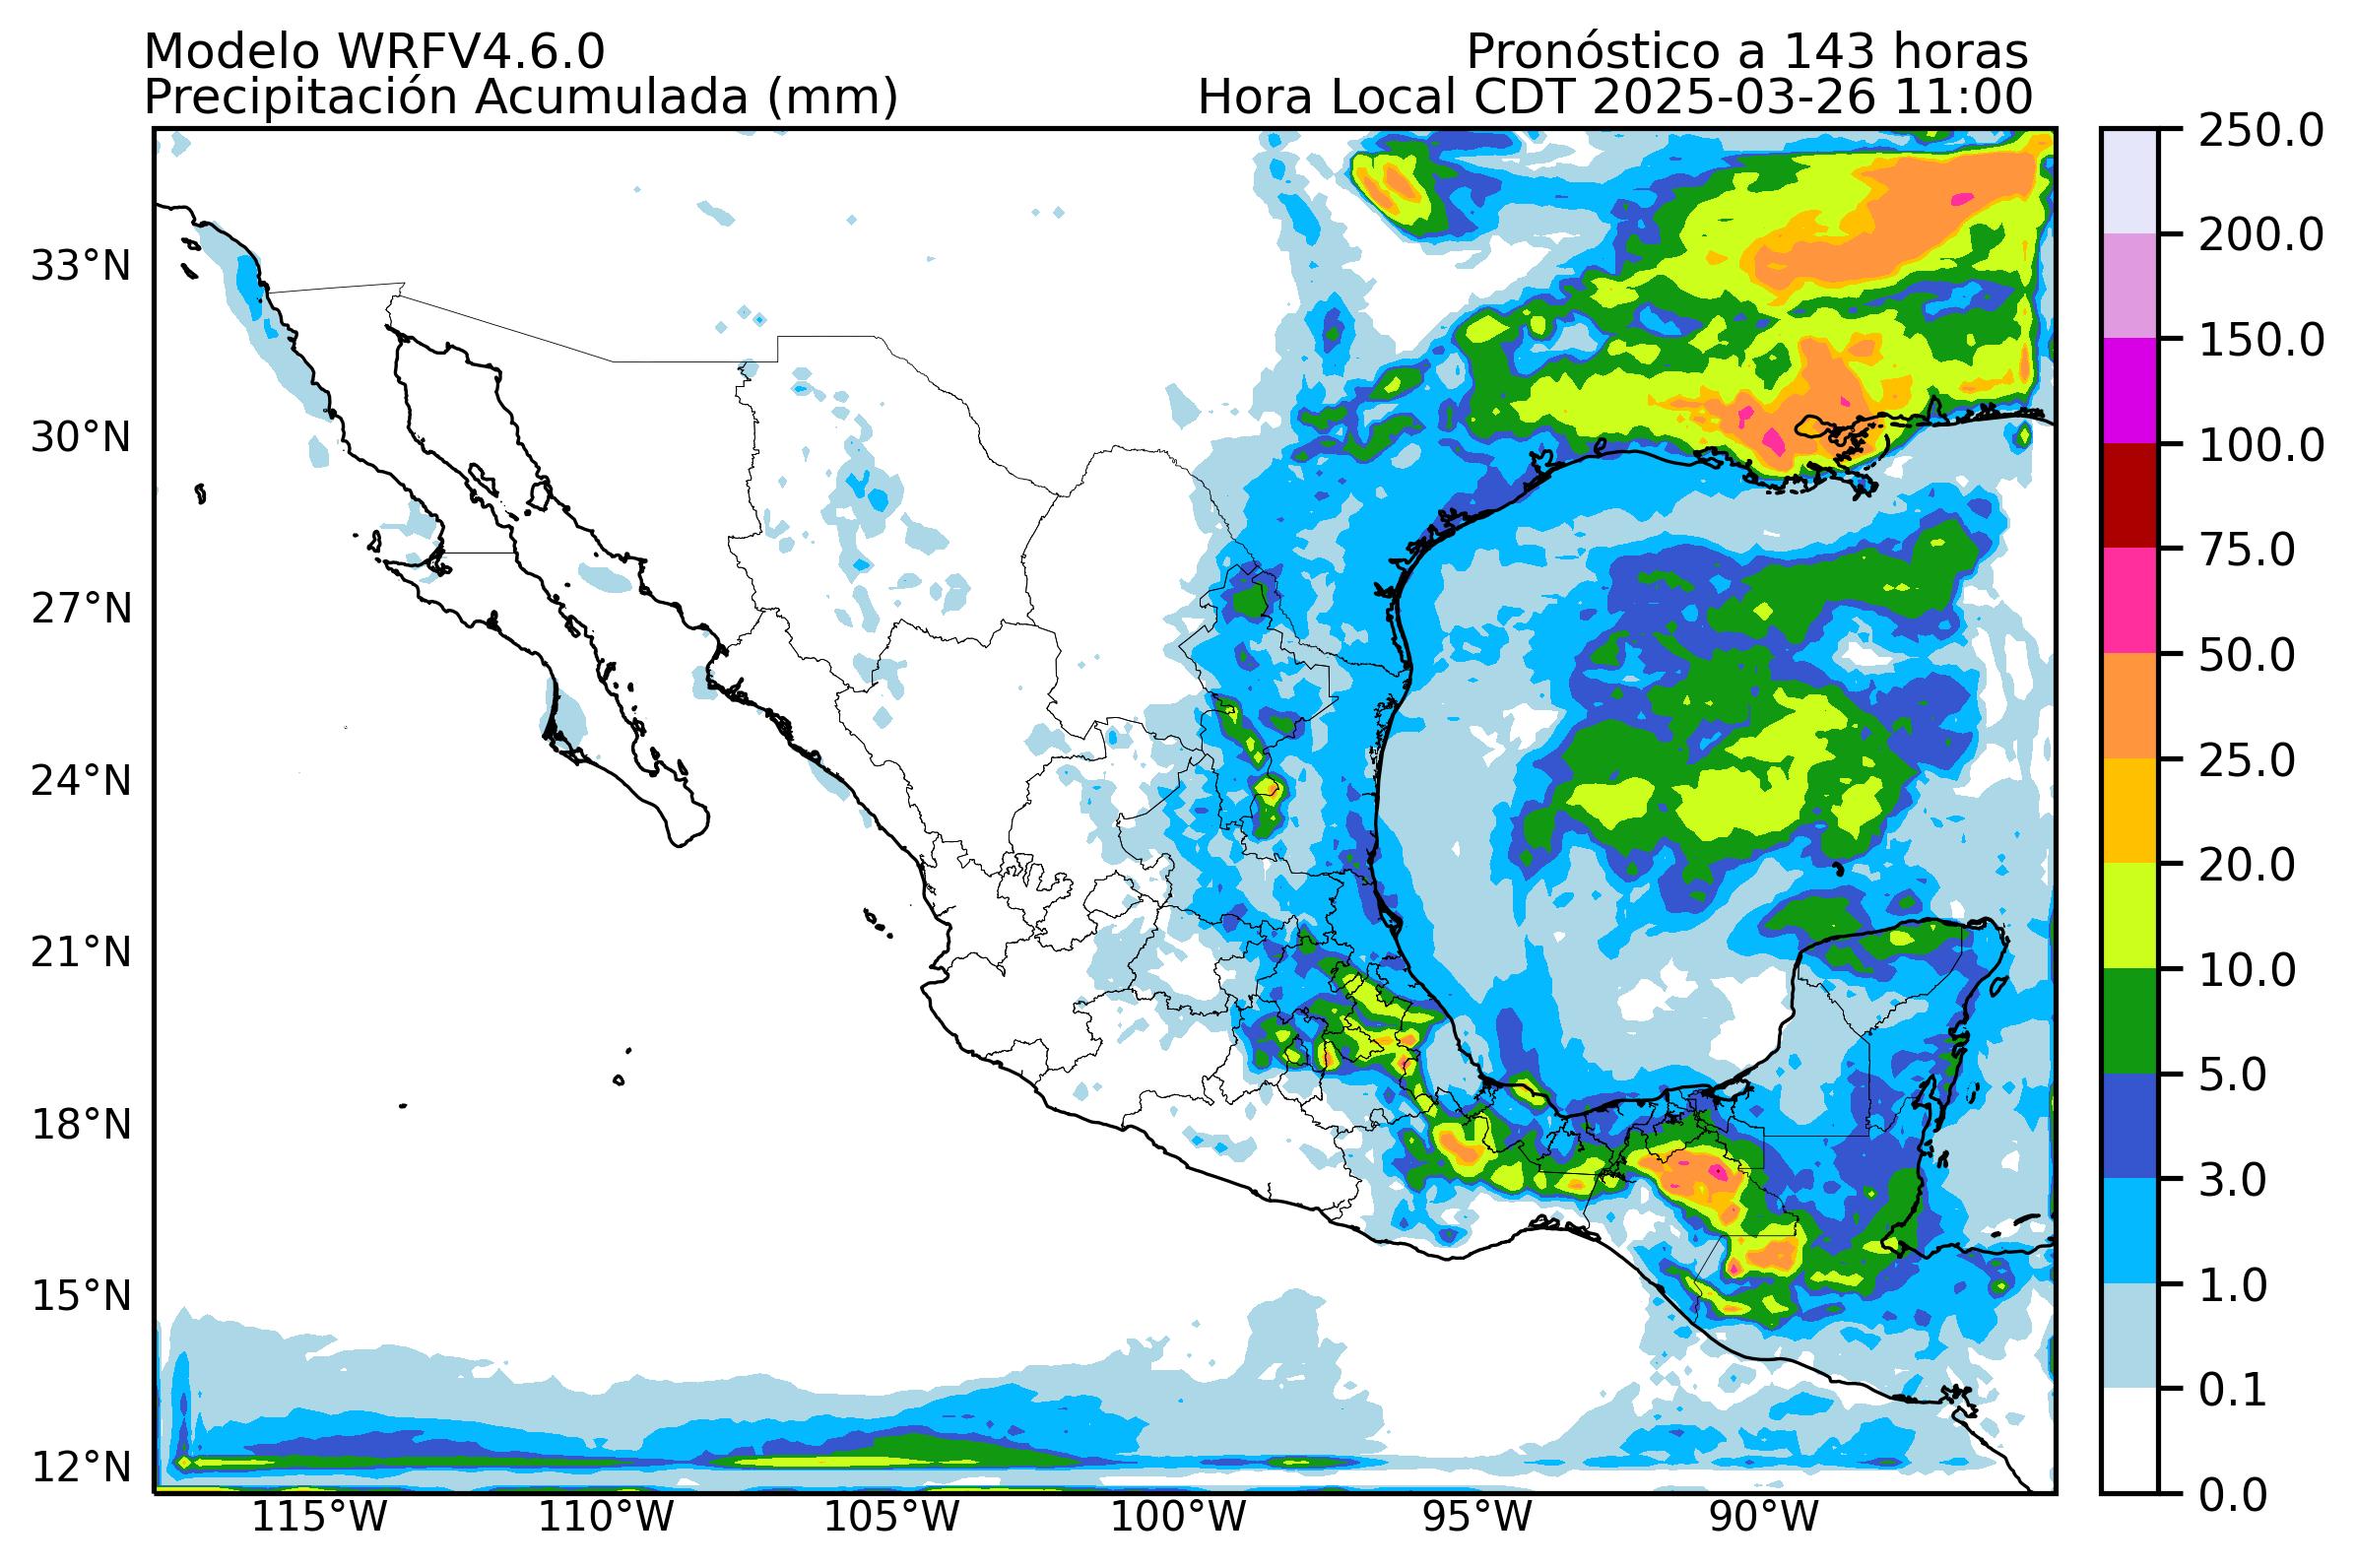 Modelo WRFV4.6.0
Pronóstico a 143 horas
Precipitación Acumulada (mm)
Hora Local CDT 2025-03-26 11:00
33°N
30°N
27°N
24°N
21°N
18°N
15°N
12°N
115°W
110°W
105°W
100°W
95°W
90°W
250.0
200.0
150.0
100.0
75.0
50.0
25.0
20.0
10.0
5.0
3.0
1.0
0.1
0.0